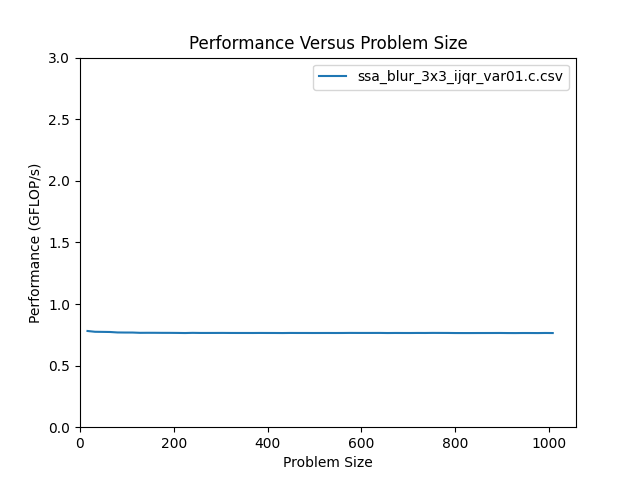 Performance Versus Problem Size
ssa_blur_3x3_ijqr_var01.c.csv
3.0
2.5
2.0
1.5
1.0
0.5
0.0
Performance (GFLOP/s)
0 200 400 600 800 1000
Problem Size